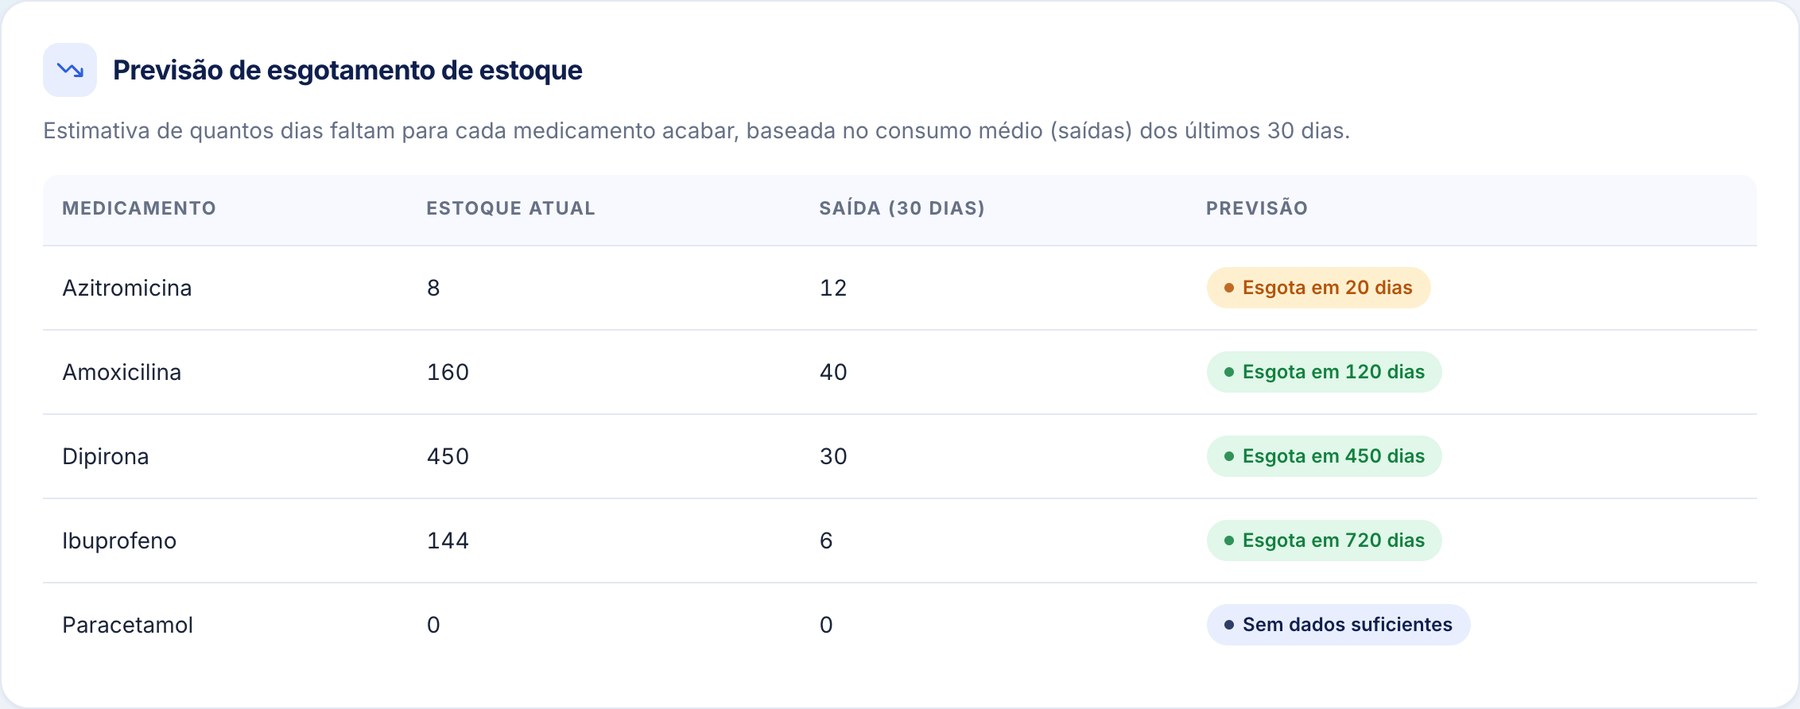 Previsão de esgotamento de estoque
Estimativa de quantos dias faltam para cada medicamento acabar, baseada no consumo médio (saídas) dos últimos 30 dias.
MEDICAMENTO ESTOQUE ATUAL SAÍDA (30 DIAS) PREVISÃO
Azitromicina 8 12 Esgota em 20 dias
Amoxicilina 160 40 Esgota em 120 dias
Dipirona 450 30 Esgota em 450 dias
Ibuprofeno 144 6 Esgota em 720 dias
Paracetamol 0 0 Sem dados suficientes